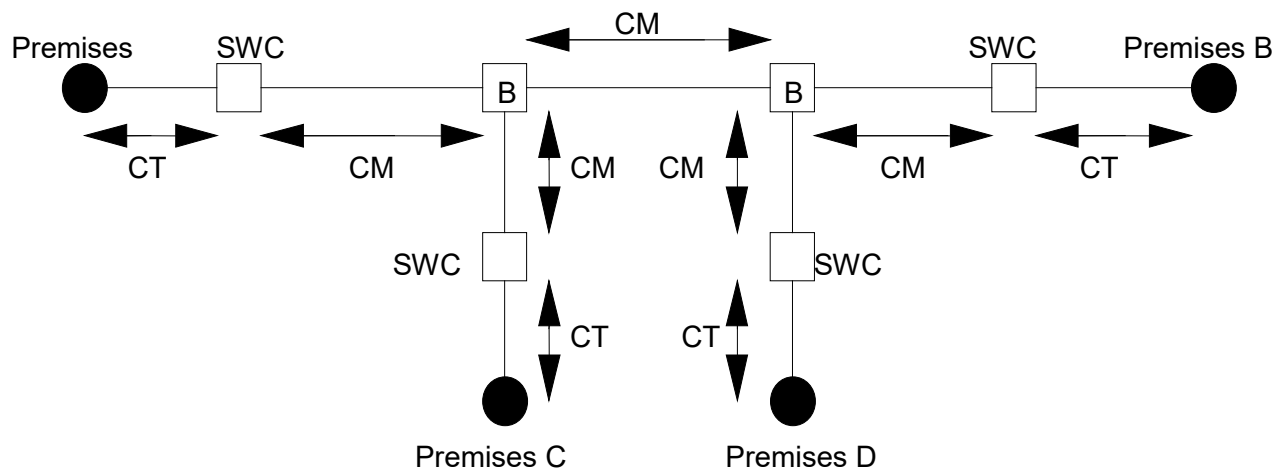 CM
Premises
SWC
SWC
Premises B
B
B
CT
CM
CM
CM
CM
CT
SWC
SWC
CT
CT
Premises C
Premises D